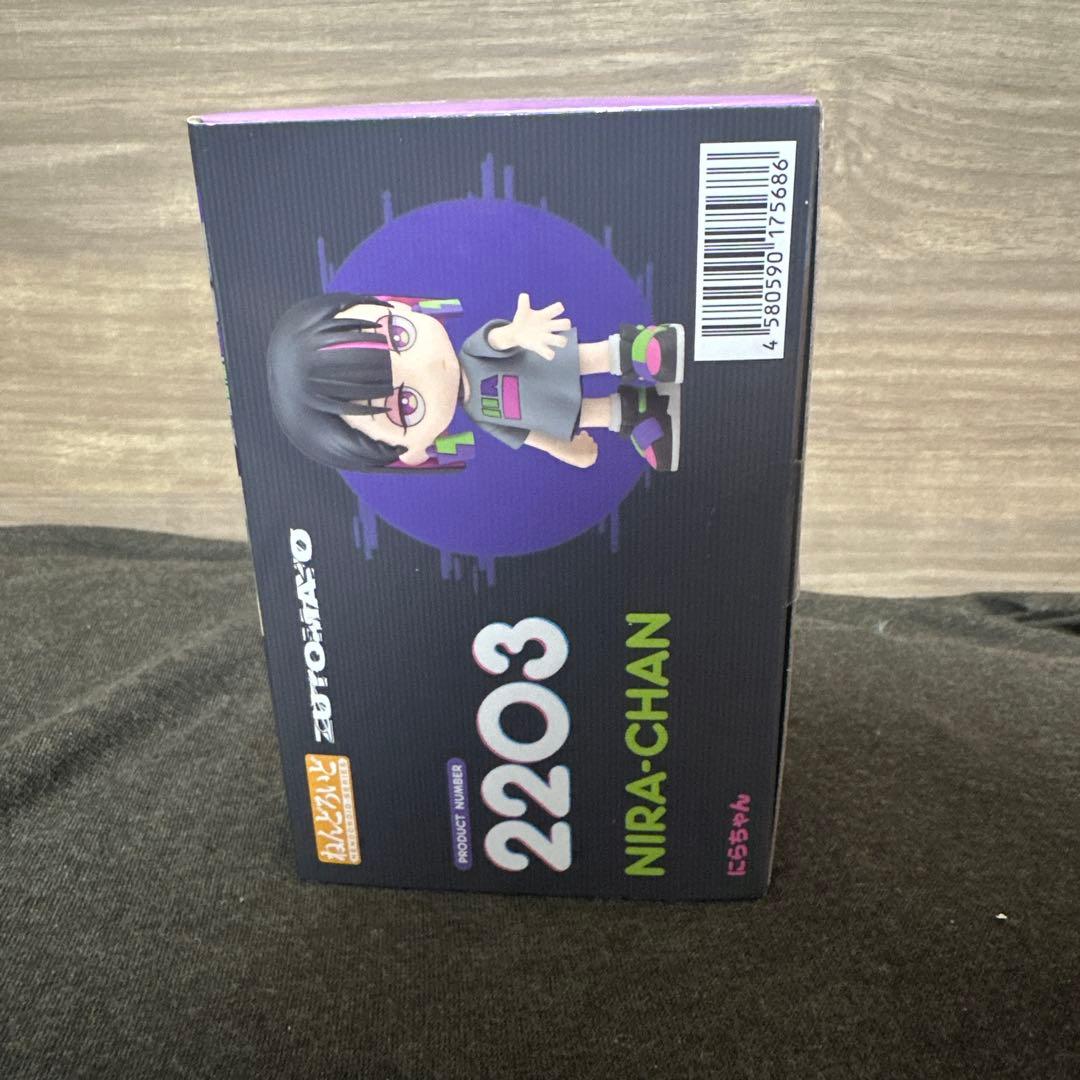 ねんどろいど
NENDOROID SERIES
ZUTOMAYO
PRODUCT NUMBER
2203
NIRA-CHAN
にらちゃん
4 580590 175686